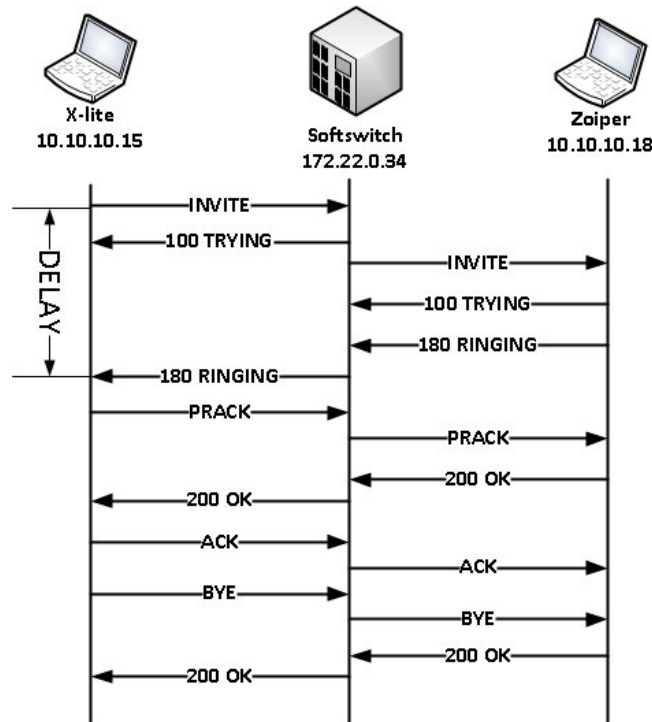 X-lite
10.10.10.15
Softswitch
172.22.0.34
Zoiper
10.10.10.18
DELAY
INVITE
100 TRYING
INVITE
100 TRYING
180 RINGING
180 RINGING
PRACK
PRACK
200 OK
200 OK
ACK
ACK
BYE
BYE
200 OK
200 OK